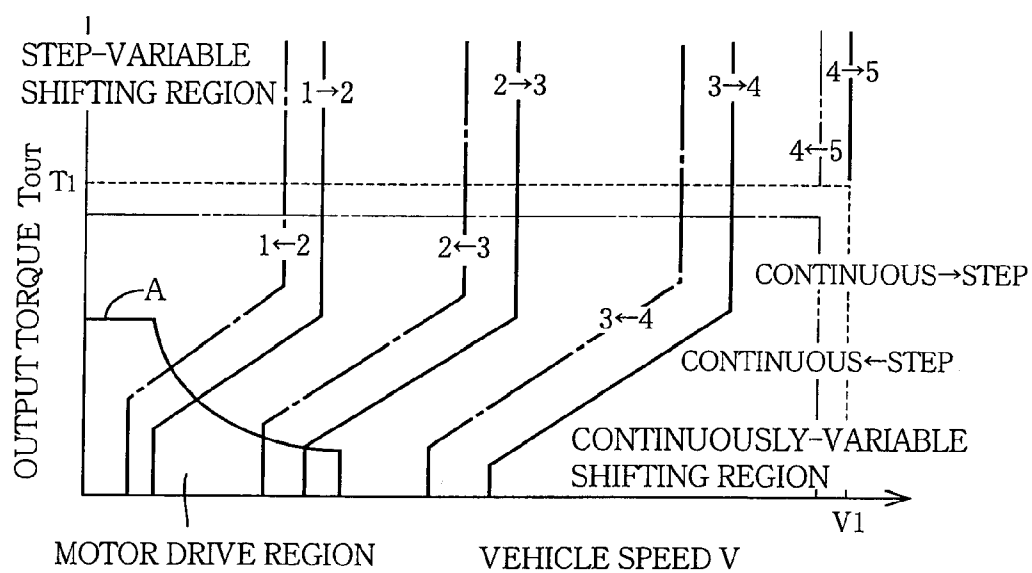 STEP-VARIABLE
SHIFTING REGION
1→2
2→3
3→4
4→5
4←5
T1
OUTPUT TORQUE TOUT
1←2
2←3
CONTINUOUS→STEP
A
3←4
CONTINUOUS←STEP
CONTINUOUSLY-VARIABLE
SHIFTING REGION
V1
MOTOR DRIVE REGION
VEHICLE SPEED V